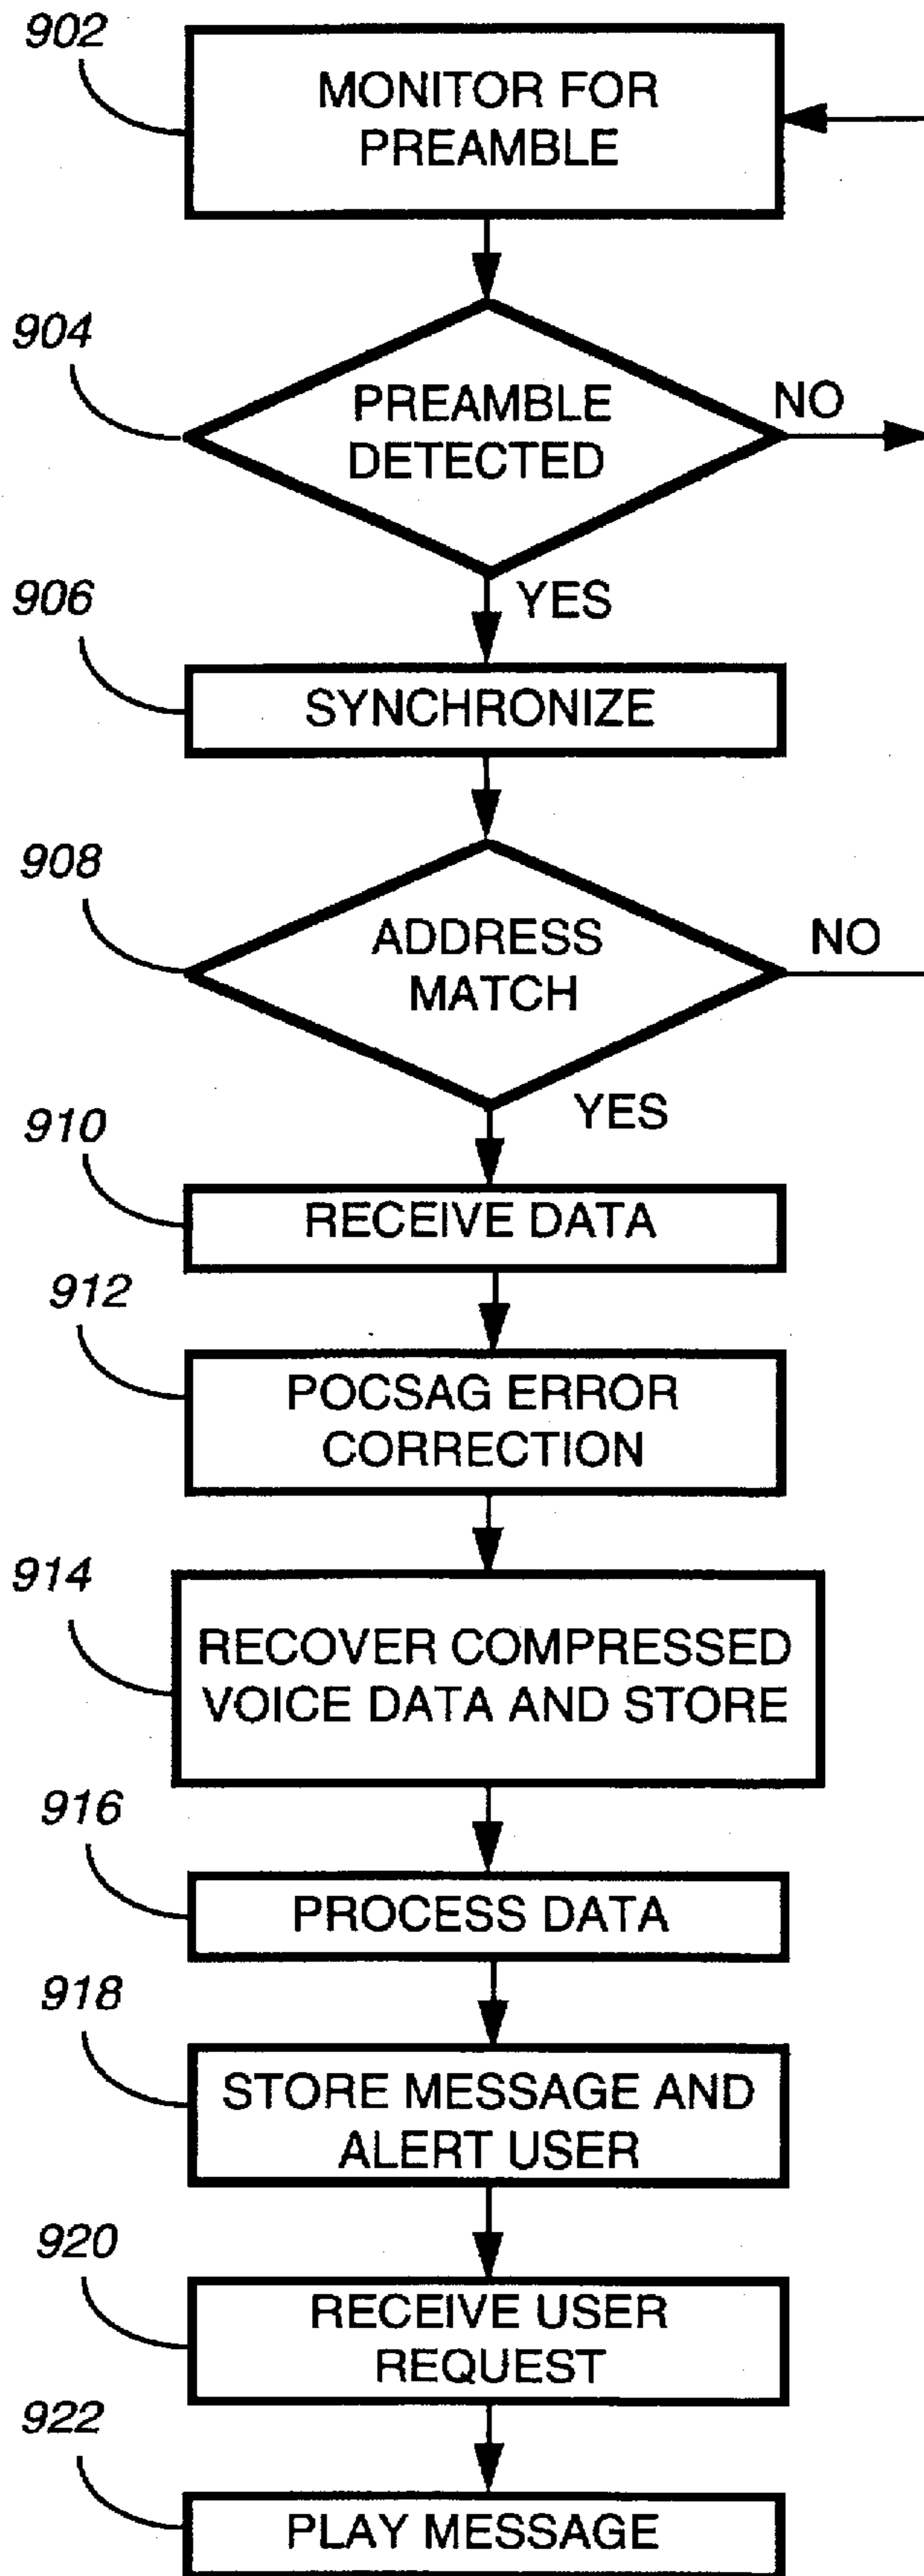 902
MONITOR FOR
PREAMBLE
904
PREAMBLE
DETECTED
NO
YES
906
SYNCHRONIZE
908
ADDRESS
MATCH
NO
YES
910
RECEIVE DATA
912
POCSAG ERROR
CORRECTION
914
RECOVER COMPRESSED
VOICE DATA AND STORE
916
PROCESS DATA
918
STORE MESSAGE AND
ALERT USER
920
RECEIVE USER
REQUEST
922
PLAY MESSAGE